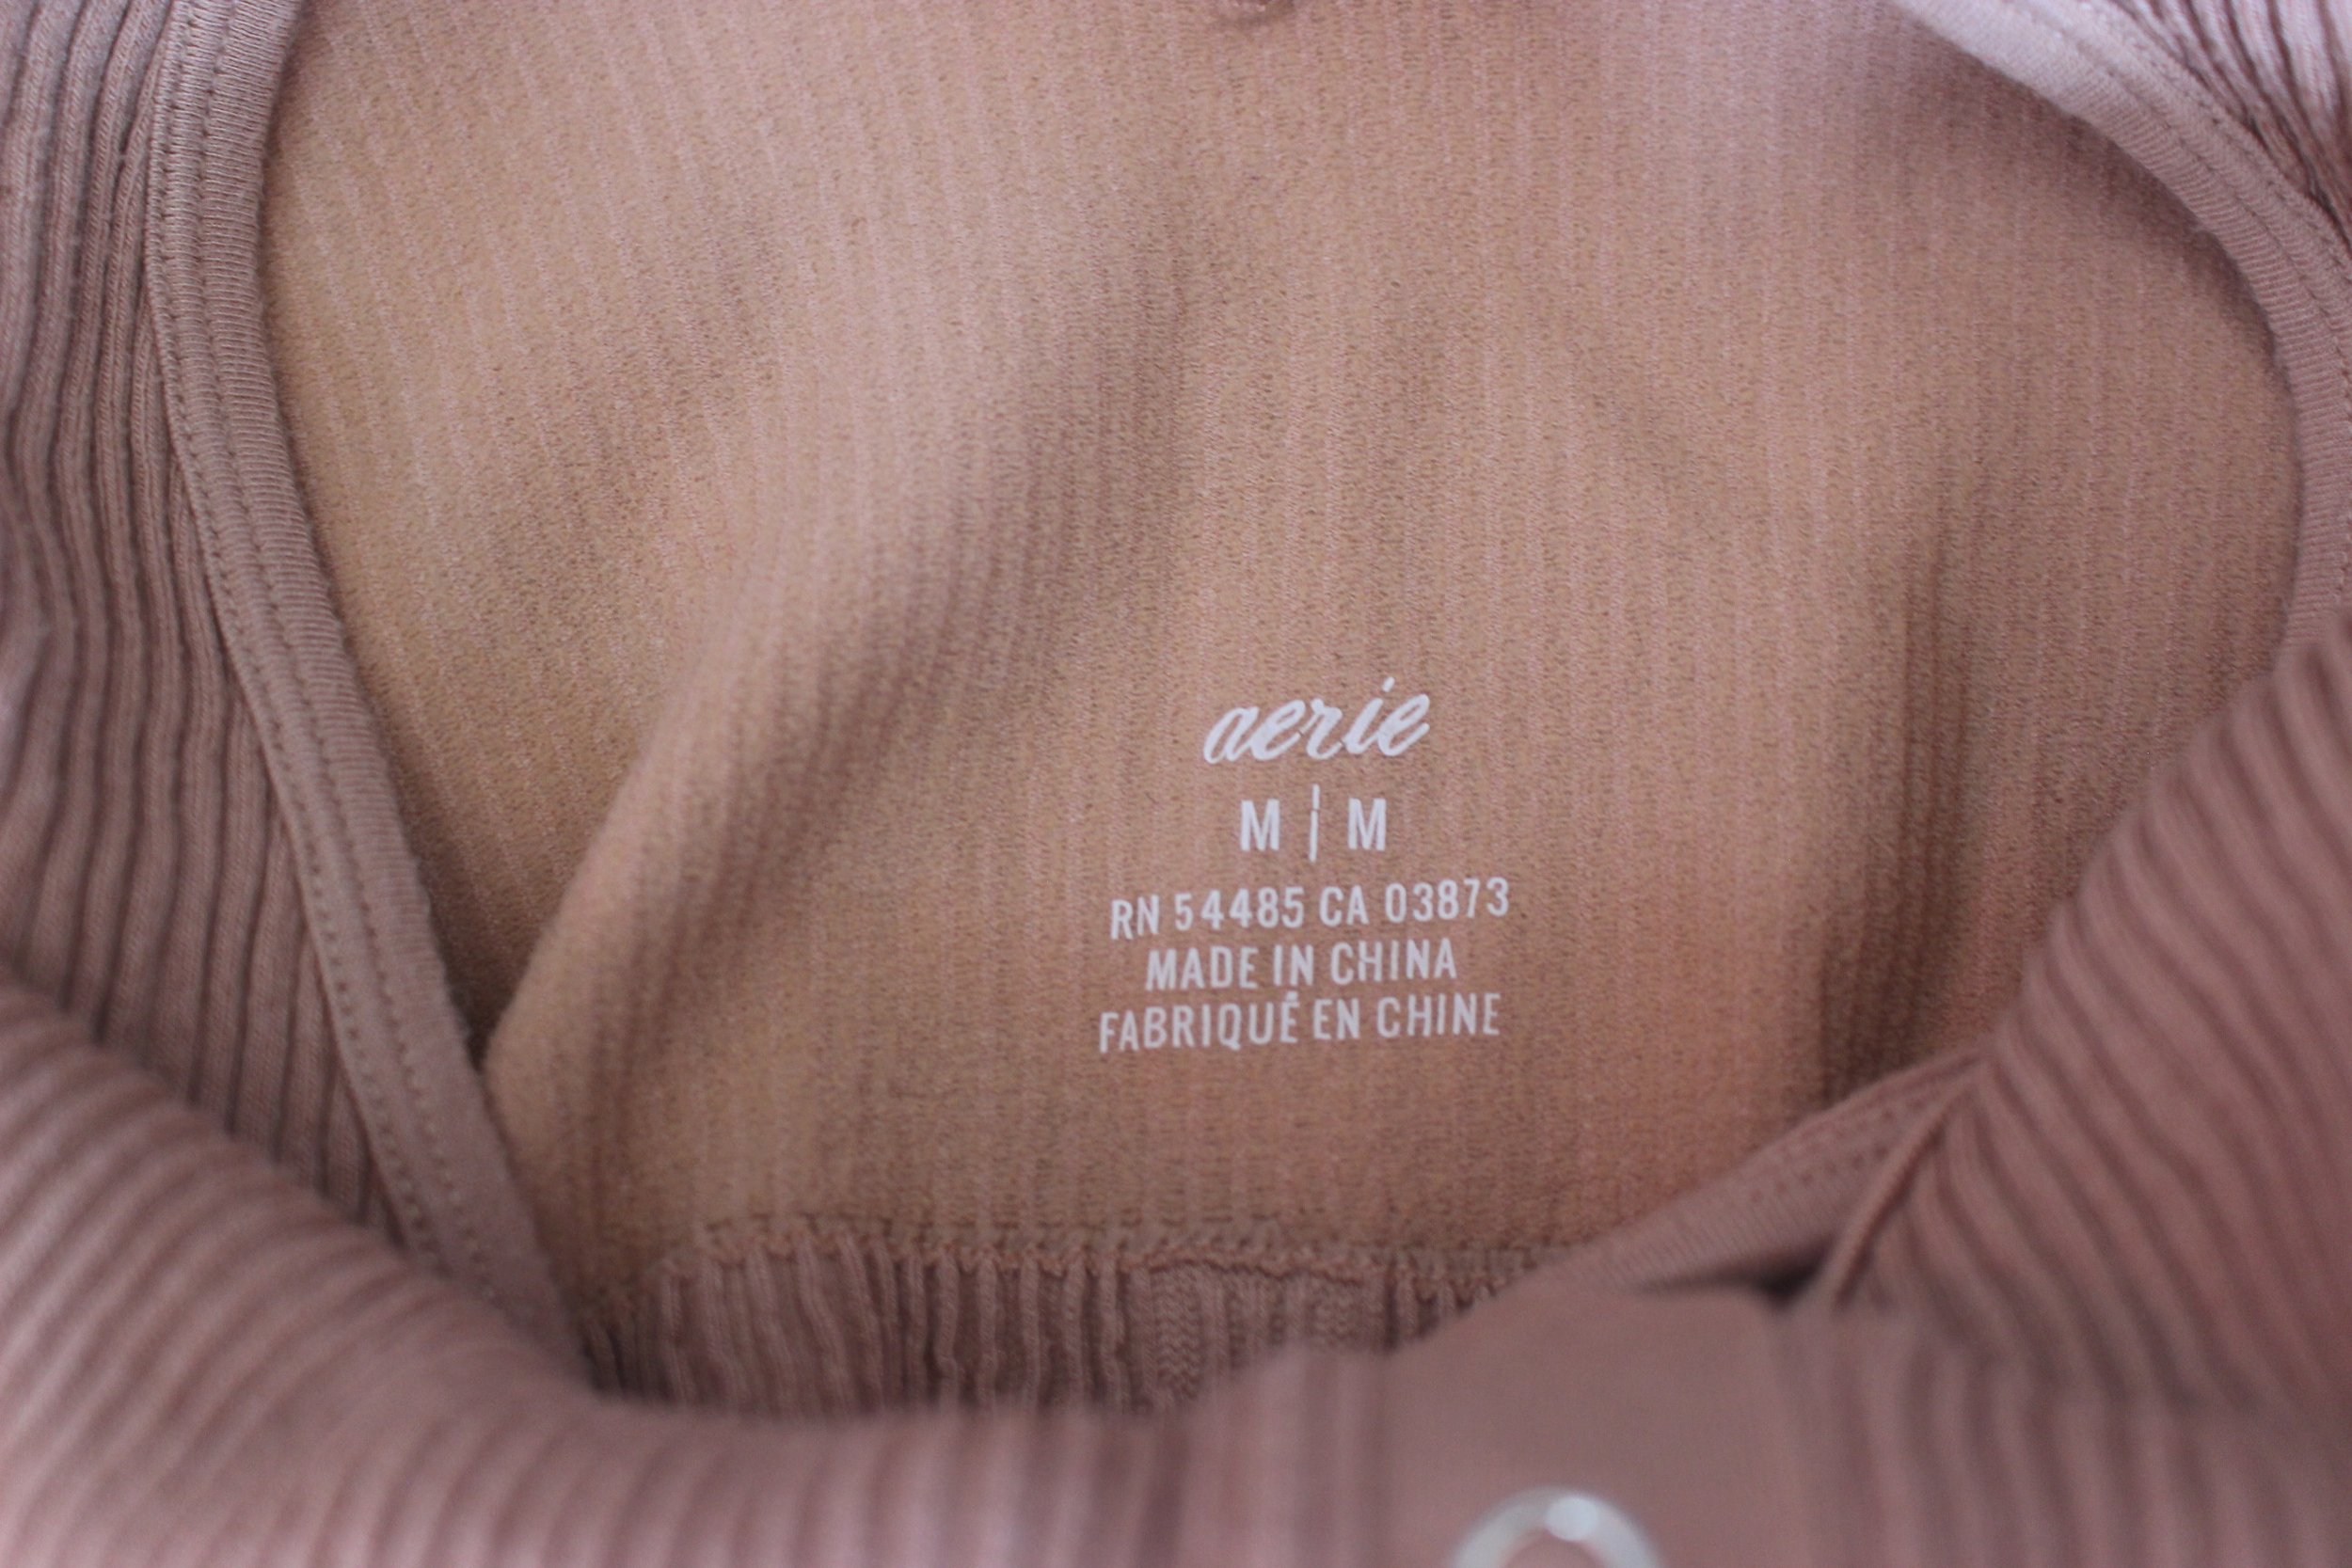 aerie
M | M
RN 54485 CA 03873
MADE IN CHINA
FABRIQUÉ EN CHINE